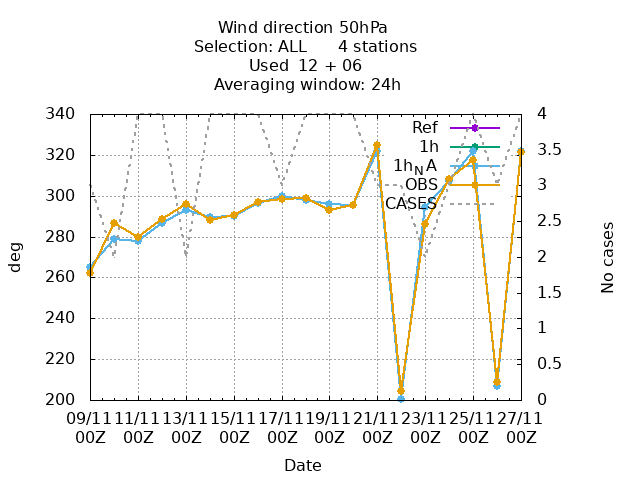 Wind direction 50hPa
Selection: ALL 4 stations
Used 12 + 06
Averaging window: 24h
340
320
300
280
260
240
220
200
deg
4
3.5
3
2.5
2
1.5
1
0.5
0
No cases
Ref
1h
1h_N A
OBS
CASES
09/11 11/11 13/11 15/11 17/11 19/11 21/11 23/11 25/11 27/11
00Z 00Z 00Z 00Z 00Z 00Z 00Z 00Z 00Z 00Z
Date